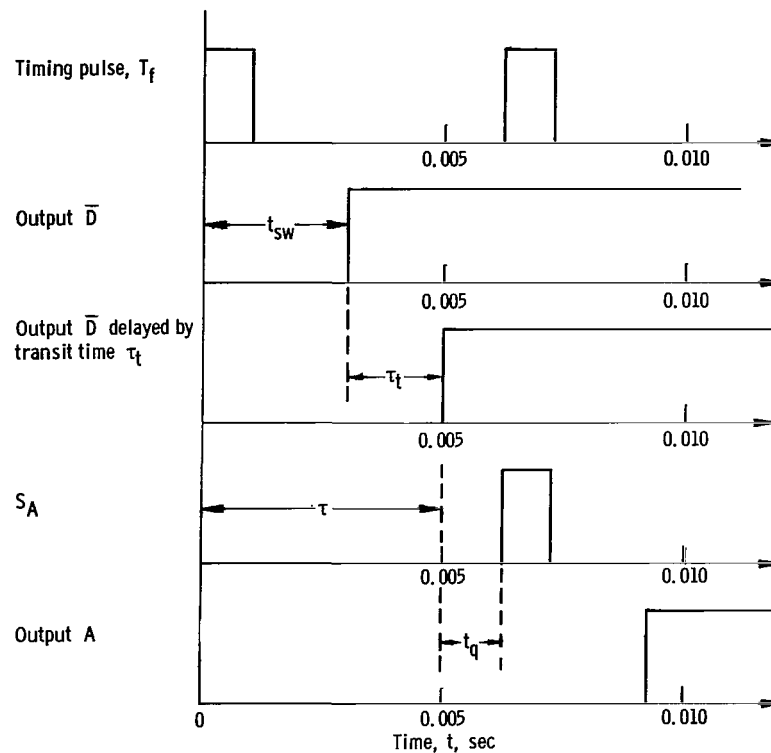 Timing pulse, T_f
0.005
0.010
Output D̅
t_sw
0.005
0.010
Output D̅ delayed by
transit time τ_t
τ_t
0.005
0.010
S_A
τ
0.005
0.010
Output A
t_q
0
0.005
0.010
Time, t, sec